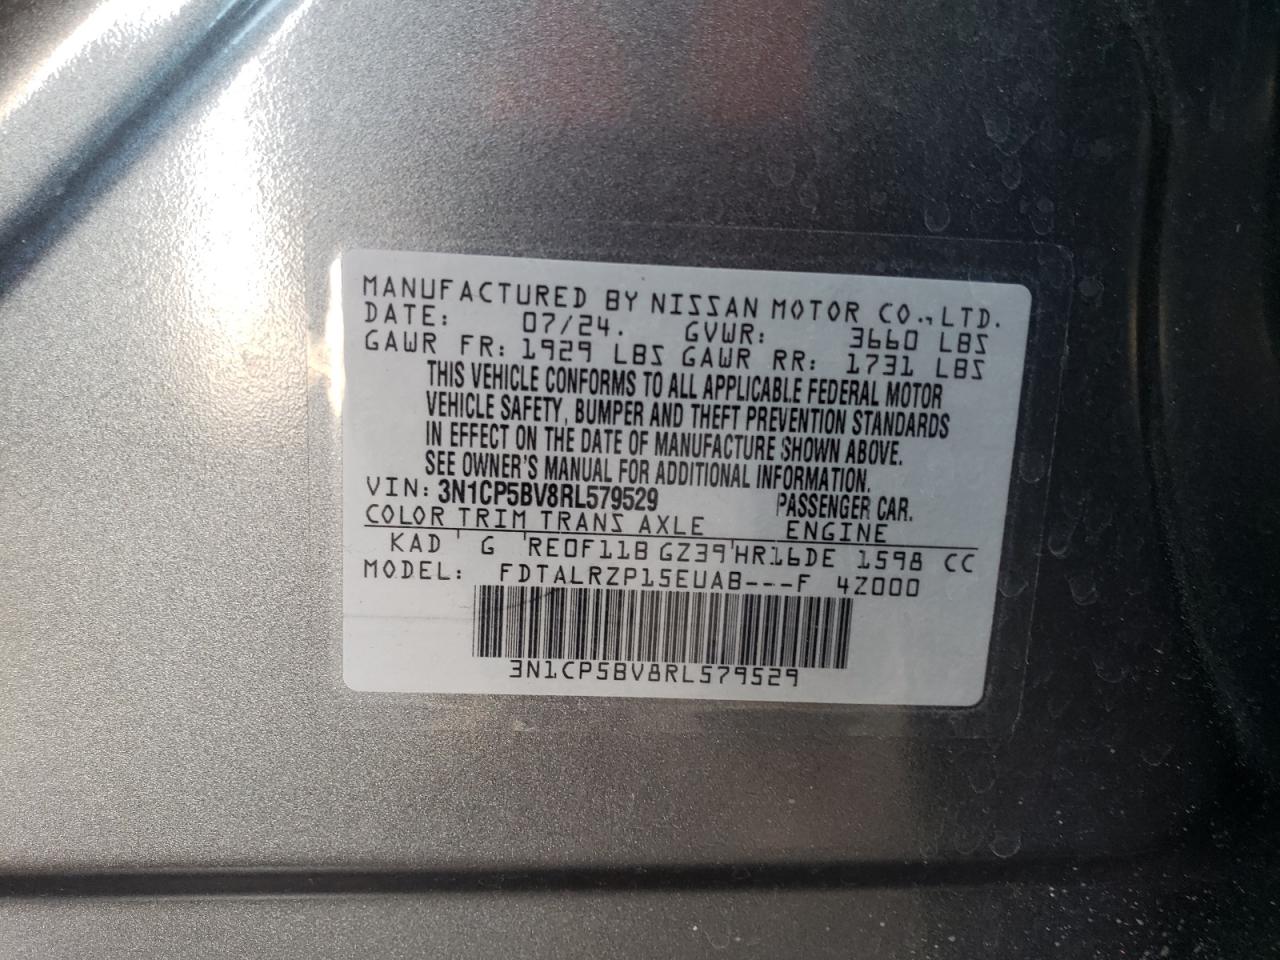 MANUFACTURED BY NISSAN MOTOR CO.,LTD.
DATE: 07/24. GVWR: 3660 LBS
GAWR FR: 1929 LBS GAWR RR: 1731 LBS
THIS VEHICLE CONFORMS TO ALL APPLICABLE FEDERAL MOTOR
VEHICLE SAFETY, BUMPER AND THEFT PREVENTION STANDARDS
IN EFFECT ON THE DATE OF MANUFACTURE SHOWN ABOVE.
SEE OWNER'S MANUAL FOR ADDITIONAL INFORMATION.
VIN: 3N1CP5BV8RL579529 PASSENGER CAR.
COLOR TRIM TRANS AXLE ENGINE
KAD G RE0F11B GZ39 HR16DE 1598 CC
MODEL: FDTALRZP15EUAB---F 4Z000
3N1CP5BV8RL579529